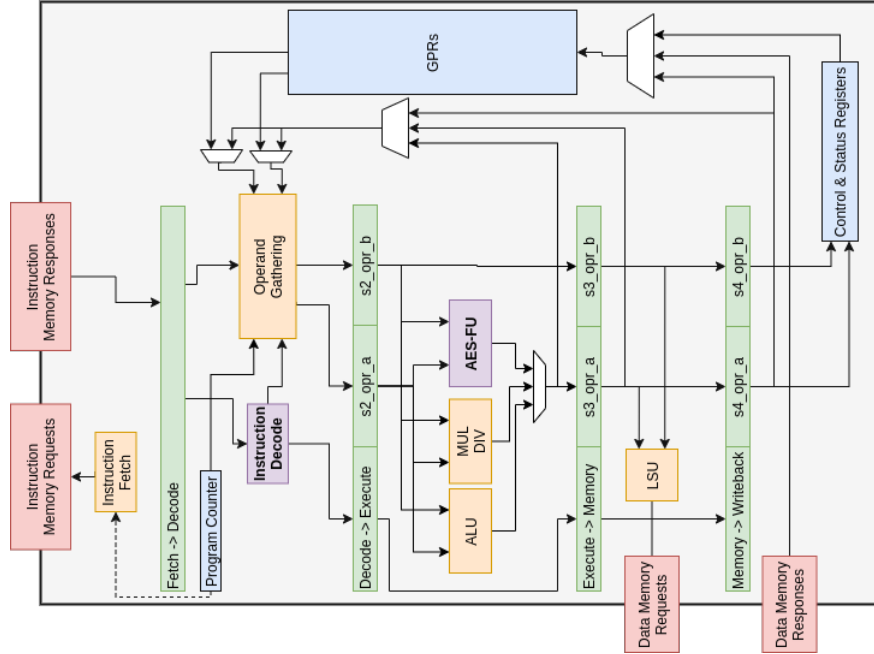 GPRs
Control & Status Registers
Instruction
Memory Responses
Instruction
Memory Requests
Instruction
Fetch
Fetch -> Decode
Program Counter
Operand
Gathering
Instruction
Decode
Decode -> Execute
s2_opr_a
s2_opr_b
AES-FU
MUL
DIV
ALU
Execute -> Memory
s3_opr_a
s3_opr_b
LSU
Memory -> Writeback
s4_opr_a
s4_opr_b
Data Memory
Requests
Data Memory
Responses